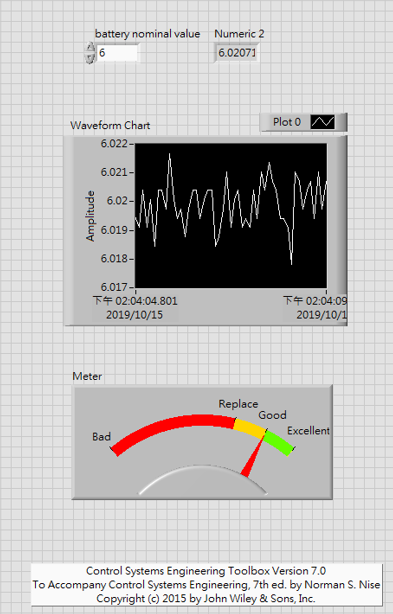 battery nominal value
Numeric 2
6
6.02071
Plot 0
Waveform Chart
6.022
6.021
6.02
6.019
6.018
6.017
Amplitude
下午 02:04:04.801
下午 02:04:09
2019/10/15
2019/10/1
Meter
Bad
Replace
Good
Excellent
Control Systems Engineering Toolbox Version 7.0
To Accompany Control Systems Engineering, 7th ed. by Norman S. Nise
Copyright (c) 2015 by John Wiley & Sons, Inc.